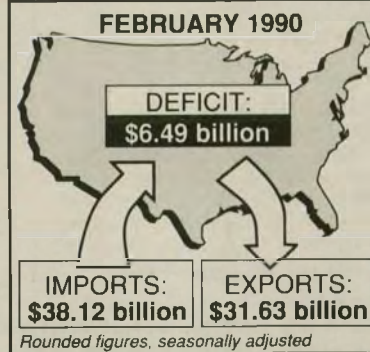 FEBRUARY 1990
DEFICIT:
$6.49 billion
IMPORTS:
$38.12 billion
EXPORTS:
$31.63 billion
Rounded figures, seasonally adjusted